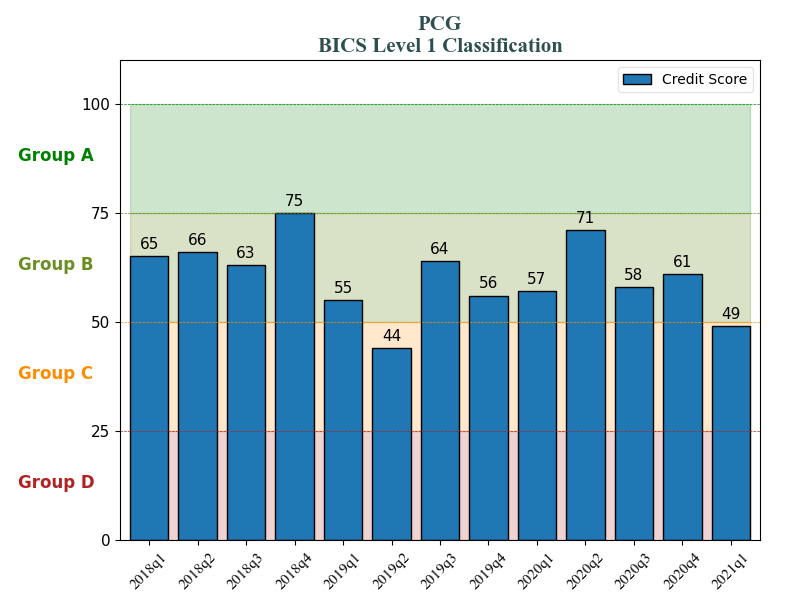 PCG
BICS Level 1 Classification
Credit Score
100
Group A
75
Group B
50
Group C
25
Group D
0
65
66
63
75
55
44
64
56
57
71
58
61
49
2018q1
2018q2
2018q3
2018q4
2019q1
2019q2
2019q3
2019q4
2020q1
2020q2
2020q3
2020q4
2021q1